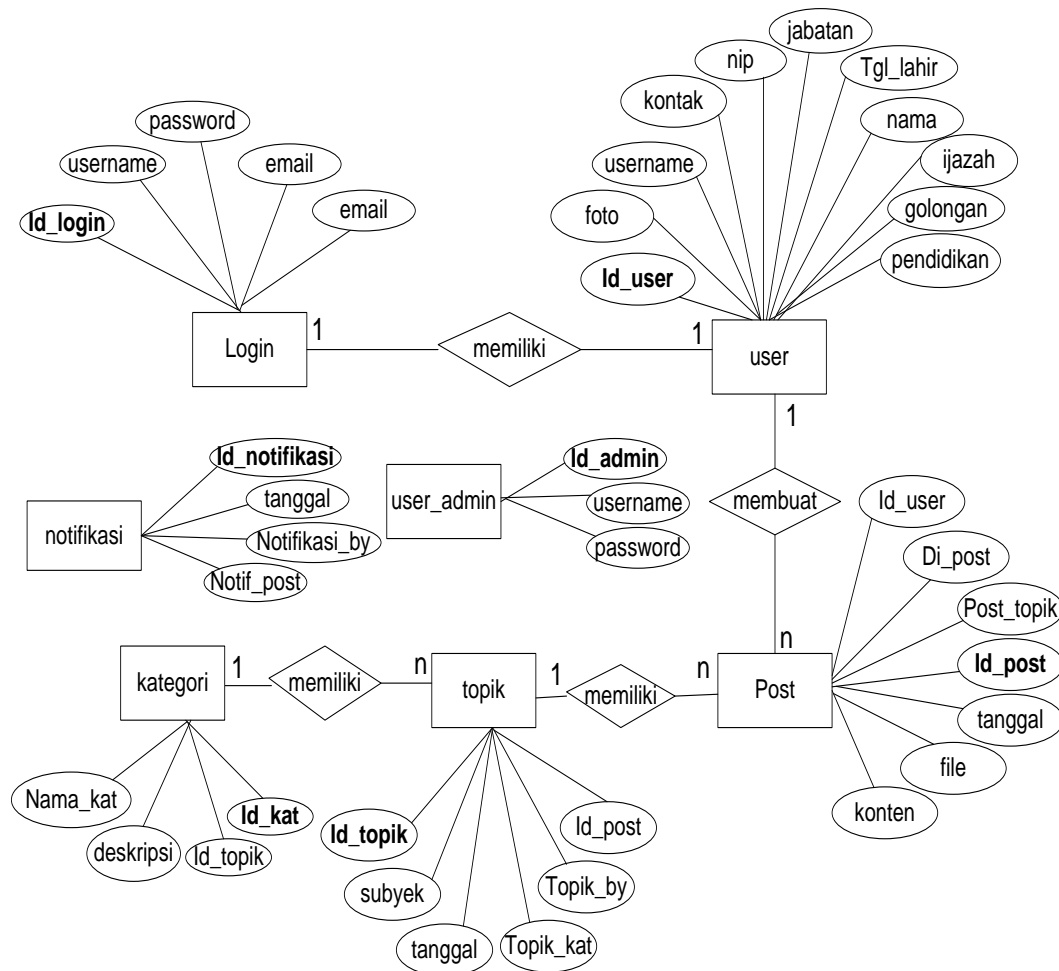 jabatan
nip
Tgl_lahir
kontak
nama
password
username
email
username
ijazah
Id_login
email
foto
golongan
Id_user
pendidikan
Login
1
memiliki
1
user
1
Id_notifikasi
tanggal
Notifikasi_by
Notif_post
notifikasi
user_admin
Id_admin
username
password
membuat
Id_user
Di_post
Post_topik
Id_post
tanggal
file
konten
n
kategori
1
memiliki
n
topik
1
memiliki
n
Post
Nama_kat
deskripsi
Id_topik
Id_kat
Id_topik
subyek
tanggal
Topik_kat
Topik_by
Id_post